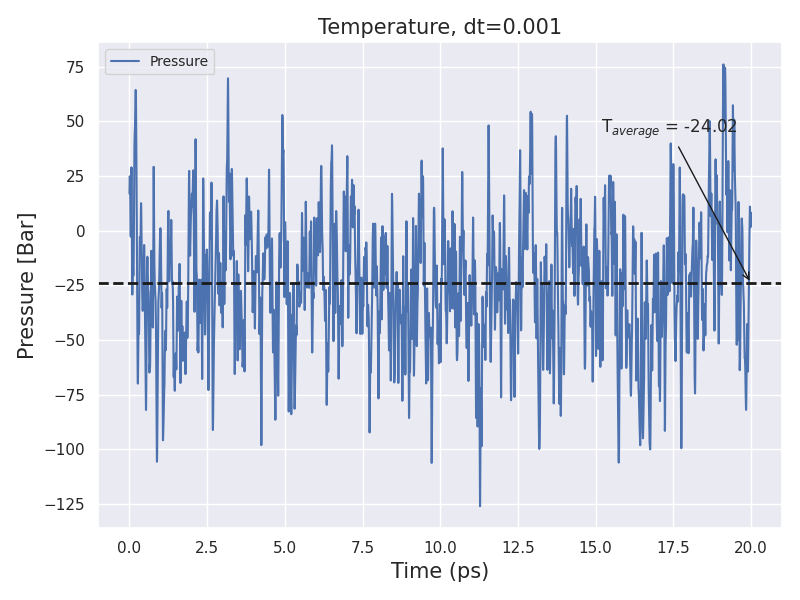 Temperature, dt=0.001
Pressure
T_average = -24.02
Pressure [Bar]
75
50
25
0
−25
−50
−75
−100
−125
0.0 2.5 5.0 7.5 10.0 12.5 15.0 17.5 20.0
Time (ps)